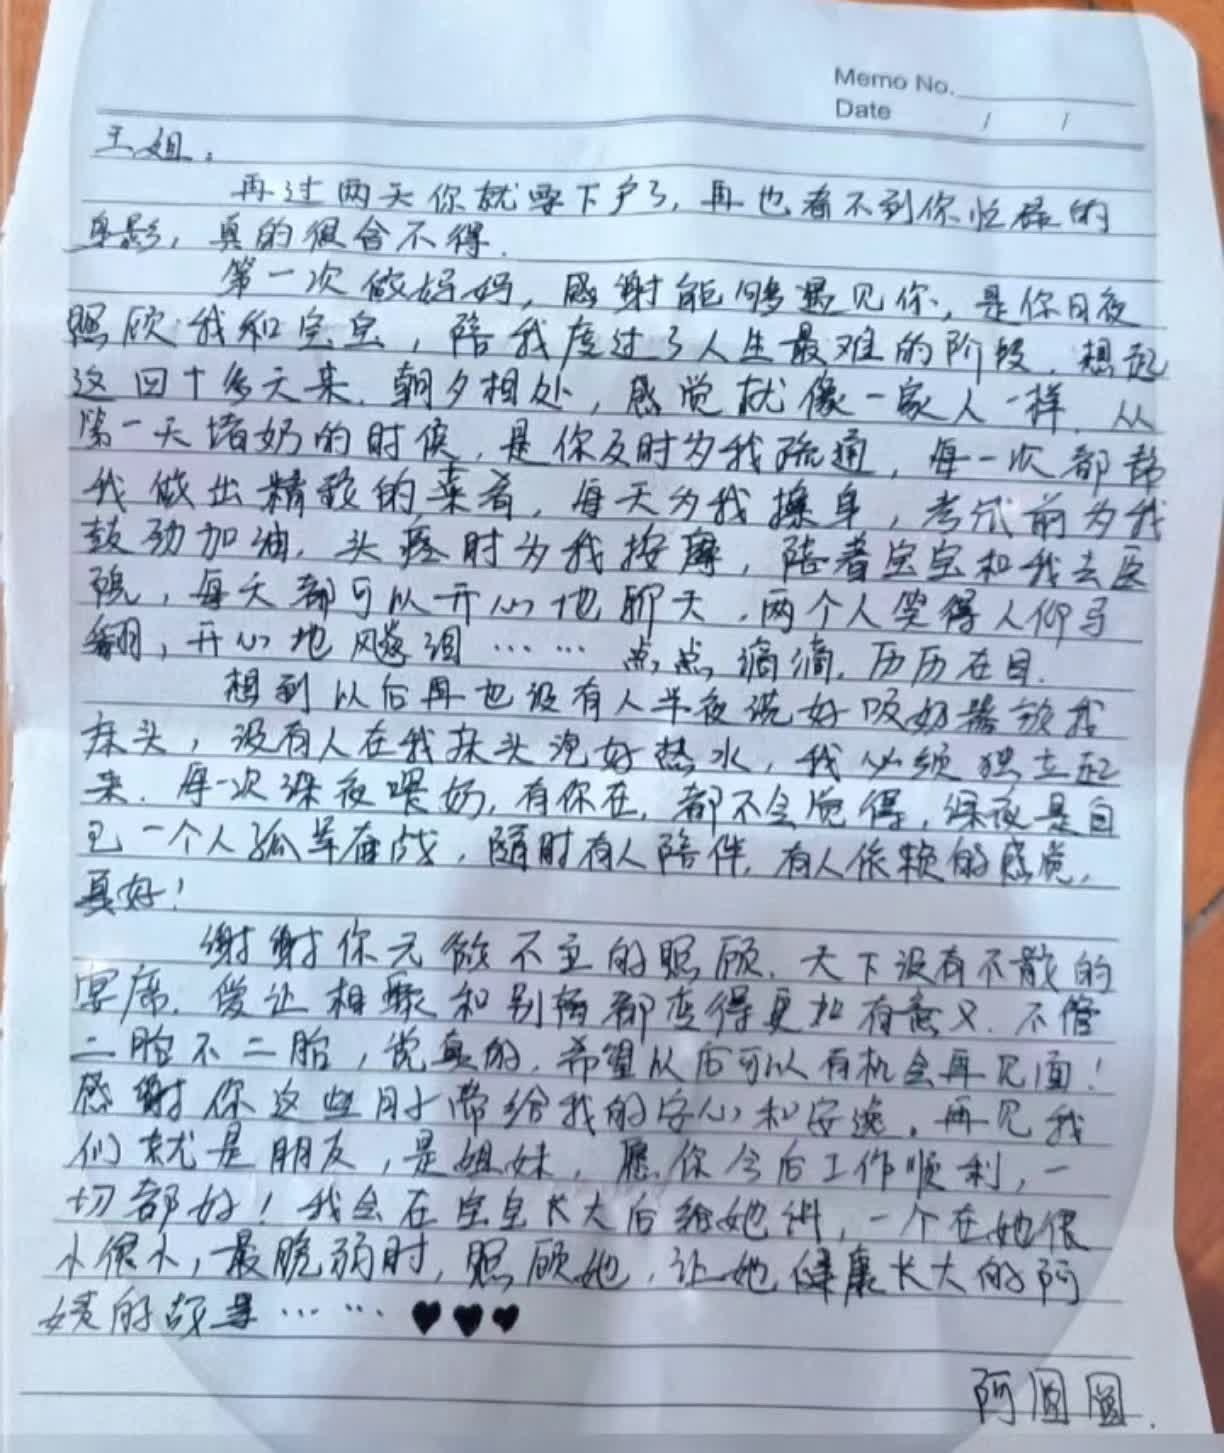 Memo No.
Date / /
王姐：
再过两天你就要下户了，再也看不到你忙碌的
身影，真的很舍不得.
第一次做妈妈，感谢能够遇见你，是你日夜
照顾我和宝宝，陪我度过了人生最难的阶段. 想起
这四十多天来. 朝夕相处，感觉就像一家人一样. 从
第一天堵奶的时候，是你及时为我疏通，每一次都帮
我做出精致的菜肴，每天为我擦身，考试前为我
鼓劲加油，头疼时为我按摩，陪着宝宝和我去医
院，每天都可以开心地聊天，两个人笑得人仰马
翻，开心地飚泪…… 点点滴滴，历历在目.
想到以后再也没有人半夜洗好吸奶器放我
床头，没有人在我床头泡好热水，我必须独立起
来. 每一次深夜喂奶，有你在，都不会觉得，深夜是自
己一个人孤军奋战，随时有人陪伴，有人依赖的感觉，
真好！
谢谢你无微不至的照顾. 天下没有不散的
宴席. 爱让相聚和别离都变得更加有意义. 不管
二胎不二胎，说真的，希望以后可以有机会再见面！
感谢你这些日子带给我的安心和安逸. 再见我
们就是朋友，是姐妹，愿你今后工作顺利，一
切都好！我会在宝宝长大后给她讲，一个在她很
小很小，最脆弱时，照顾她，让她健康长大的阿
姨的故事…… ♥♥♥
阿圆圆.